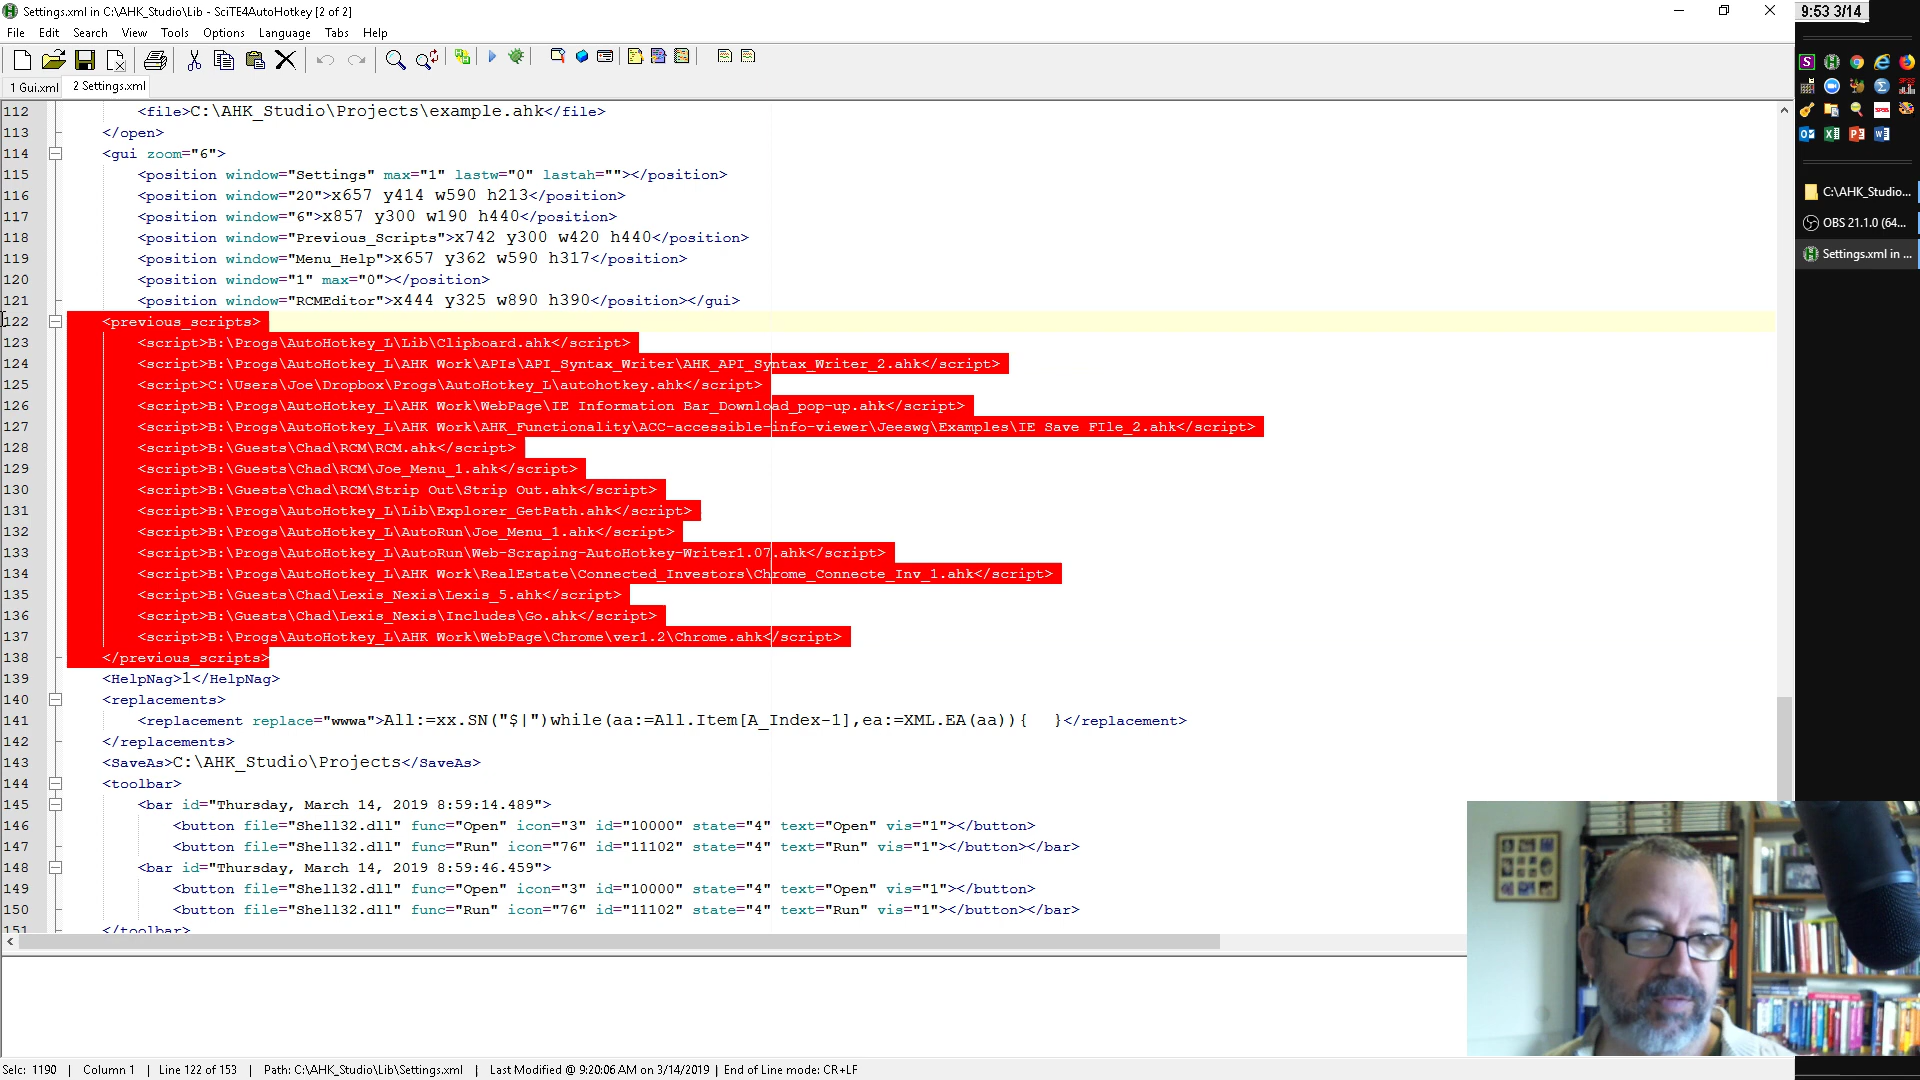 Settings.xml in C:\AHK_Studio\Lib - SciTE4AutoHotkey [2 of 2]
9:53 3/14
File Edit Search View Tools Options Language Tabs Help
1 Gui.xml 2 Settings.xml
112 <file>C:\AHK_Studio\Projects\example.ahk</file>
113 </open>
114 <gui zoom="6">
115 <position window="Settings" max="1" lastw="0" lastah=""></position>
116 <position window="20">x657 y414 w590 h213</position>
117 <position window="6">x857 y300 w190 h440</position>
118 <position window="Previous_Scripts">x742 y300 w420 h440</position>
119 <position window="Menu_Help">x657 y362 w590 h317</position>
120 <position window="1" max="0"></position>
121 <position window="RCMEditor">x444 y325 w890 h390</position></gui>
122 <previous_scripts>
123 <script>B:\Progs\AutoHotkey_L\Lib\Clipboard.ahk</script>
124 <script>B:\Progs\AutoHotkey_L\AHK Work\APIs\API_Syntax_Writer\AHK_API_Syntax_Writer_2.ahk</script>
125 <script>C:\Users\Joe\Dropbox\Progs\AutoHotkey_L\autohotkey.ahk</script>
126 <script>B:\Progs\AutoHotkey_L\AHK Work\WebPage\IE Information Bar_Download_pop-up.ahk</script>
127 <script>B:\Progs\AutoHotkey_L\AHK Work\AHK_Functionality\ACC-accessible-info-viewer\Jeeswg\Examples\IE Save FIle_2.ahk</script>
128 <script>B:\Guests\Chad\RCM\RCM.ahk</script>
129 <script>B:\Guests\Chad\RCM\Joe_Menu_1.ahk</script>
130 <script>B:\Guests\Chad\RCM\Strip Out\Strip Out.ahk</script>
131 <script>B:\Progs\AutoHotkey_L\Lib\Explorer_GetPath.ahk</script>
132 <script>B:\Progs\AutoHotkey_L\AutoRun\Joe_Menu_1.ahk</script>
133 <script>B:\Progs\AutoHotkey_L\AutoRun\Web-Scraping-AutoHotkey-Writer1.07.ahk</script>
134 <script>B:\Progs\AutoHotkey_L\AHK Work\RealEstate\Connected_Investors\Chrome_Connecte_Inv_1.ahk</script>
135 <script>B:\Guests\Chad\Lexis_Nexis\Lexis_5.ahk</script>
136 <script>B:\Guests\Chad\Lexis_Nexis\Includes\Go.ahk</script>
137 <script>B:\Progs\AutoHotkey_L\AHK Work\WebPage\Chrome\ver1.2\Chrome.ahk</script>
138 </previous_scripts>
139 <HelpNag>1</HelpNag>
140 <replacements>
141 <replacement replace="wwwa">All:=xx.SN("$|")while(aa:=All.Item[A_Index-1],ea:=XML.EA(aa)){   }</replacement>
142 </replacements>
143 <SaveAs>C:\AHK_Studio\Projects</SaveAs>
144 <toolbar>
145 <bar id="Thursday, March 14, 2019 8:59:14.489">
146 <button file="Shell32.dll" func="Open" icon="3" id="10000" state="4" text="Open" vis="1"></button>
147 <button file="Shell32.dll" func="Run" icon="76" id="11102" state="4" text="Run" vis="1"></button></bar>
148 <bar id="Thursday, March 14, 2019 8:59:46.459">
149 <button file="Shell32.dll" func="Open" icon="3" id="10000" state="4" text="Open" vis="1"></button>
150 <button file="Shell32.dll" func="Run" icon="76" id="11102" state="4" text="Run" vis="1"></button></bar>
151 </toolbar>
C:\AHK_Studio...
OBS 21.1.0 (64...
Settings.xml in ...
Selc: 1190 | Column 1 | Line 122 of 153 | Path: C:\AHK_Studio\Lib\Settings.xml | Last Modified @ 9:20:06 AM on 3/14/2019 | End of Line mode: CR+LF